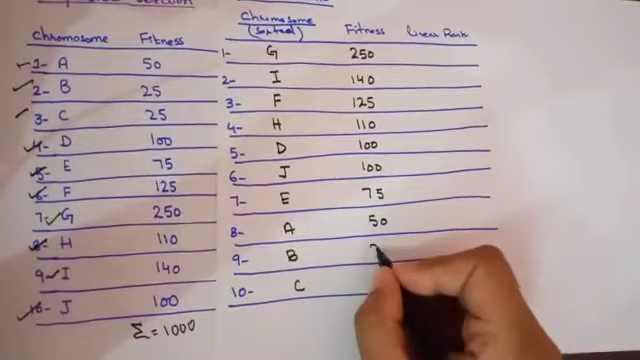 Selection
Chromosome Fitness
1- A 50
2- B 25
3- C 25
4- D 100
5- E 75
6- F 125
7- G 250
8- H 110
9- I 140
10- J 100
Σ = 1000
Chromosome (sorted) Fitness Linear Rank
1- G 250
2- I 140
3- F 125
4- H 110
5- D 100
6- J 100
7- E 75
8- A 50
9- B
10- C